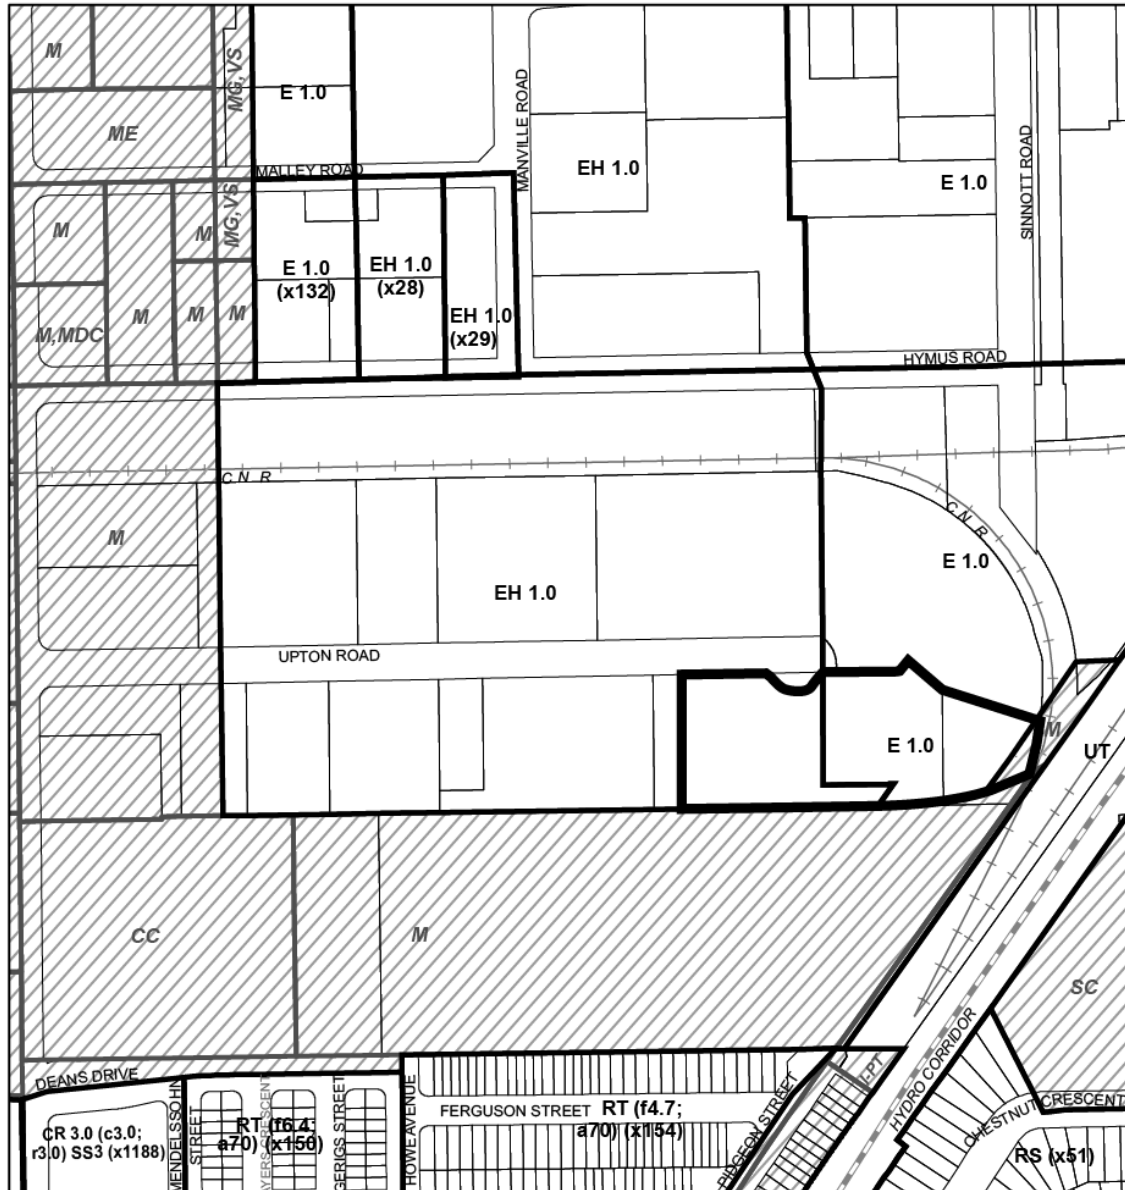 M
MG, VS
E 1.0
ME
MANVILLE ROAD
EH 1.0
E 1.0
SINNOTT ROAD
MALLEY ROAD
MG, VS
M
M
E 1.0
(x132)
EH 1.0
(x28)
EH 1.0
(x29)
M
M
M
M,MDC
HYMUS ROAD
C N R
C N R
M
E 1.0
EH 1.0
UPTON ROAD
E 1.0
M
UT
CC
M
SC
HYDRO CORRIDOR
DEANS DRIVE
CR 3.0 (c3.0;
r3.0) SS3 (x1188)
MENDELSSOHN
STREET
RT (f6.4;
a70) (x150)
AYERS CRESCENT
GERIGS STREET
HOWE AVENUE
FERGUSON STREET
RT (f4.7;
a70) (x154)
PIDGEON STREET
-PT
CHESTNUT CRESCENT
RS (x51)